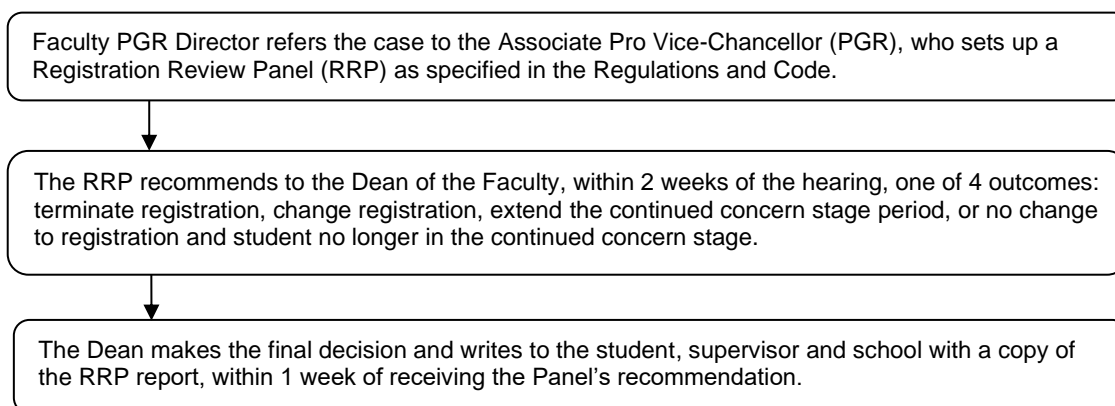 Faculty PGR Director refers the case to the Associate Pro Vice-Chancellor (PGR), who sets up a
Registration Review Panel (RRP) as specified in the Regulations and Code.
The RRP recommends to the Dean of the Faculty, within 2 weeks of the hearing, one of 4 outcomes:
terminate registration, change registration, extend the continued concern stage period, or no change
to registration and student no longer in the continued concern stage.
The Dean makes the final decision and writes to the student, supervisor and school with a copy of
the RRP report, within 1 week of receiving the Panel’s recommendation.